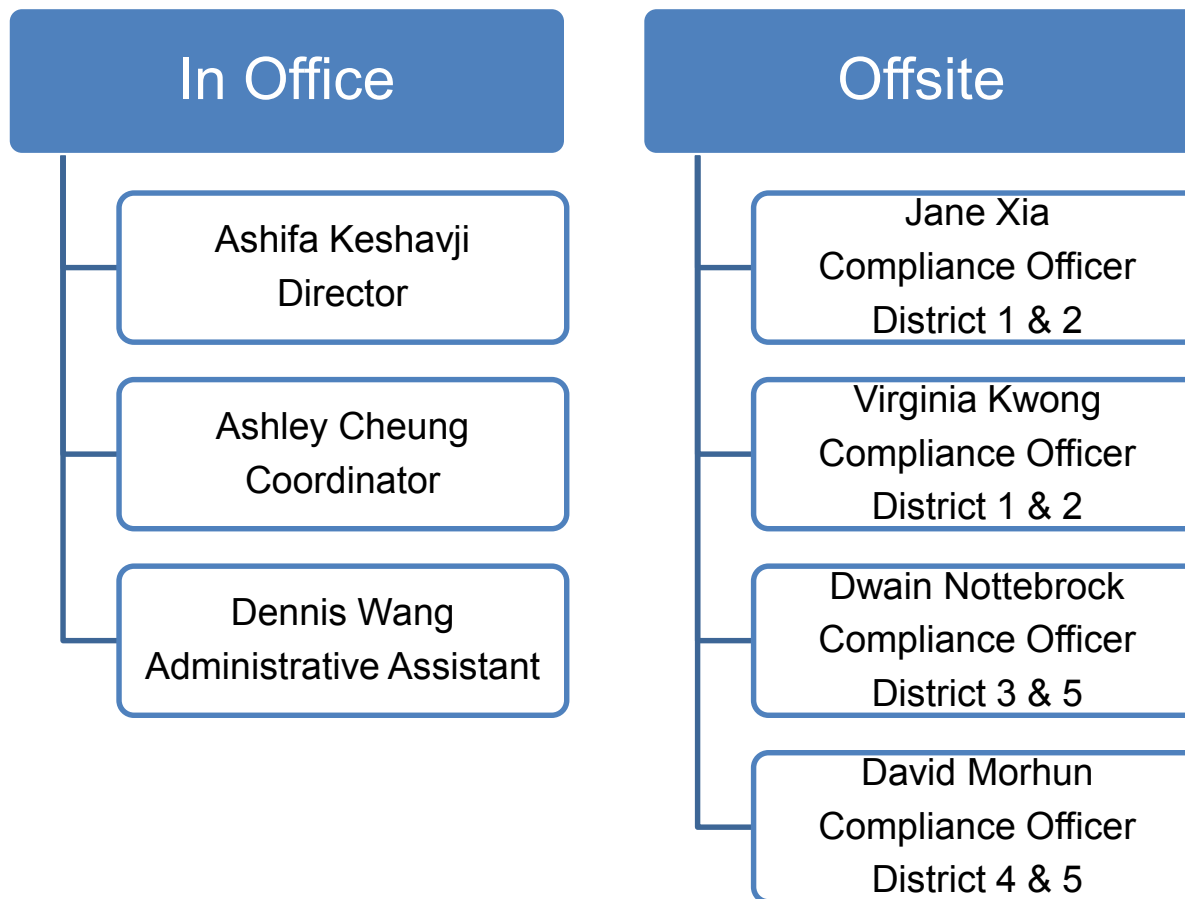 In Office
Ashifa Keshavji
Director
Ashley Cheung
Coordinator
Dennis Wang
Administrative Assistant
Offsite
Jane Xia
Compliance Officer
District 1 & 2
Virginia Kwong
Compliance Officer
District 1 & 2
Dwain Nottebrock
Compliance Officer
District 3 & 5
David Morhun
Compliance Officer
District 4 & 5